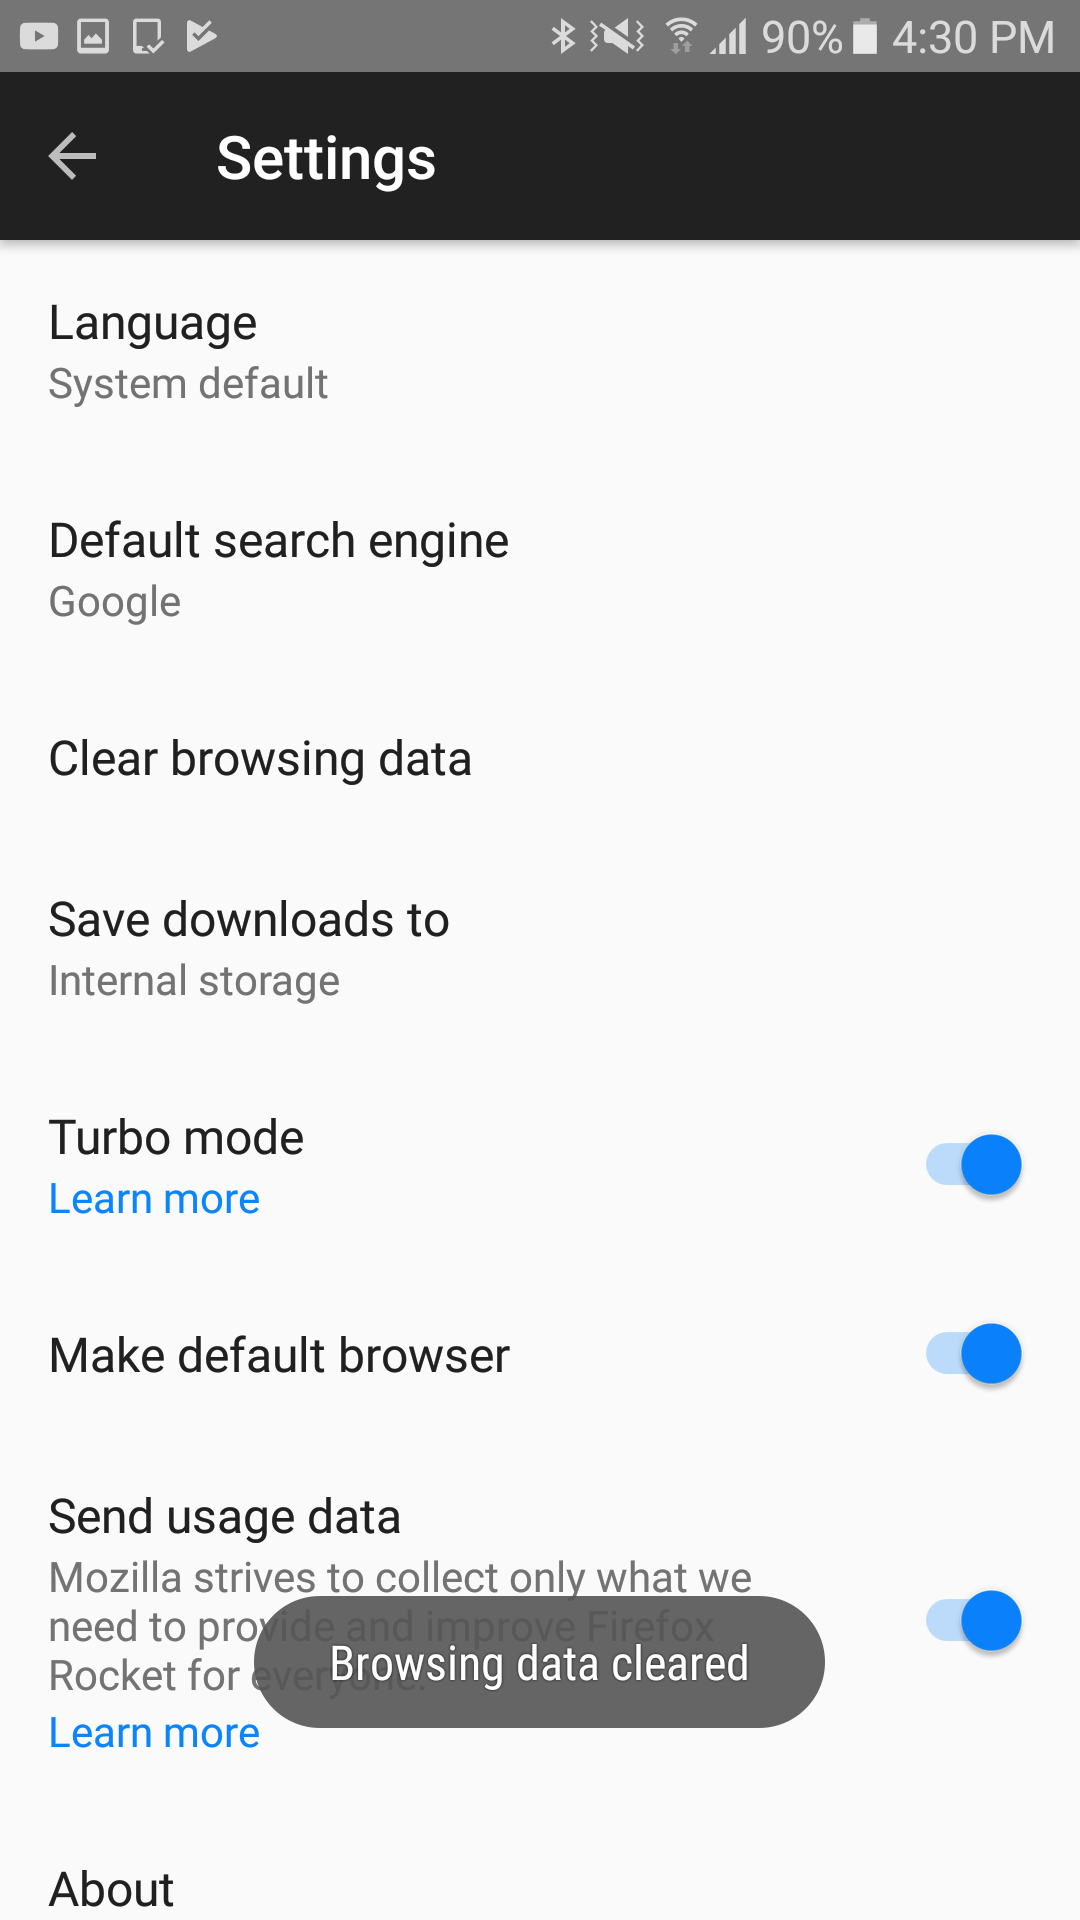 90% 4:30 PM
Settings
Language
System default
Default search engine
Google
Clear browsing data
Save downloads to
Internal storage
Turbo mode
Learn more
Make default browser
Send usage data
Mozilla strives to collect only what we
need to provide and improve Firefox
Rocket for everyone.
Browsing data cleared
Learn more
About